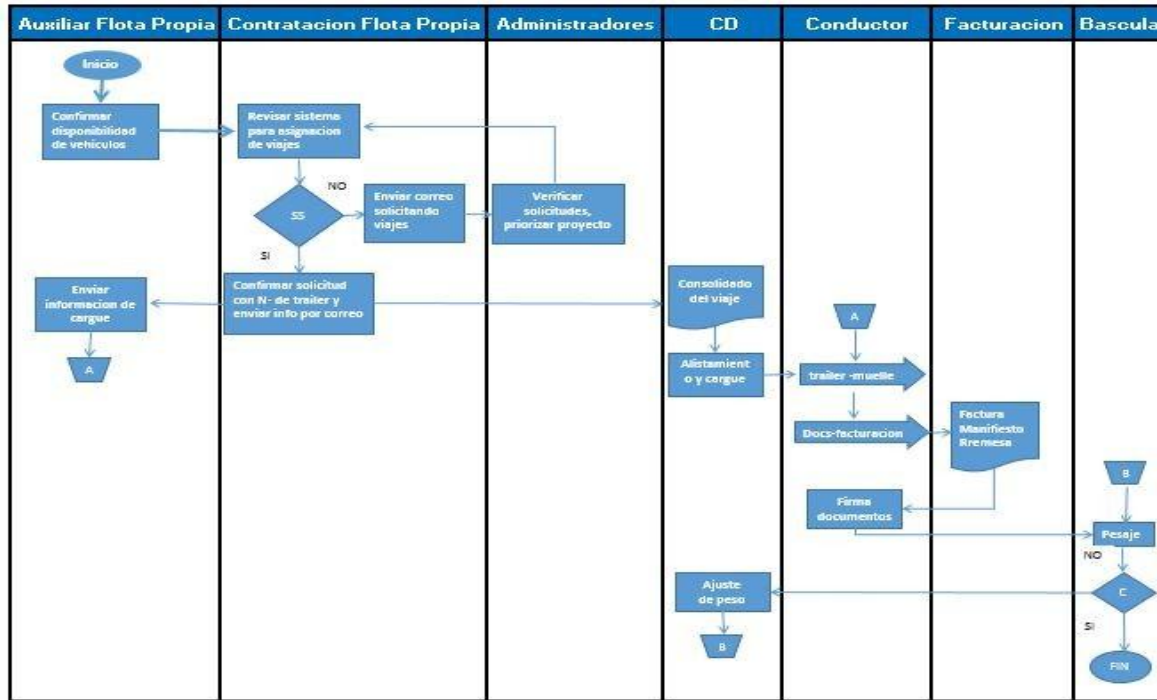 Auxiliar Flota Propia
Contratacion Flota Propia
Administradores
CD
Conductor
Facturacion
Bascula
Inicio
Confirmar
disponibilidad
de vehiculos
Revisar sistema
para asignacion
de viajes
NO
SS
SI
Enviar correo
solicitando
viajes
Verificar
solicitudes,
priorizar proyecto
Enviar
informacion de
cargue
A
Confirmar solicitud
con N- de trailer y
enviar info por correo
Consolidado
del viaje
Alistamient
o y cargue
A
trailer -muelle
Docs-facturacion
Factura
Manifiesto
Rremesa
Firma
documentos
B
Pesaje
NO
C
SI
FIN
Ajuste
de peso
B